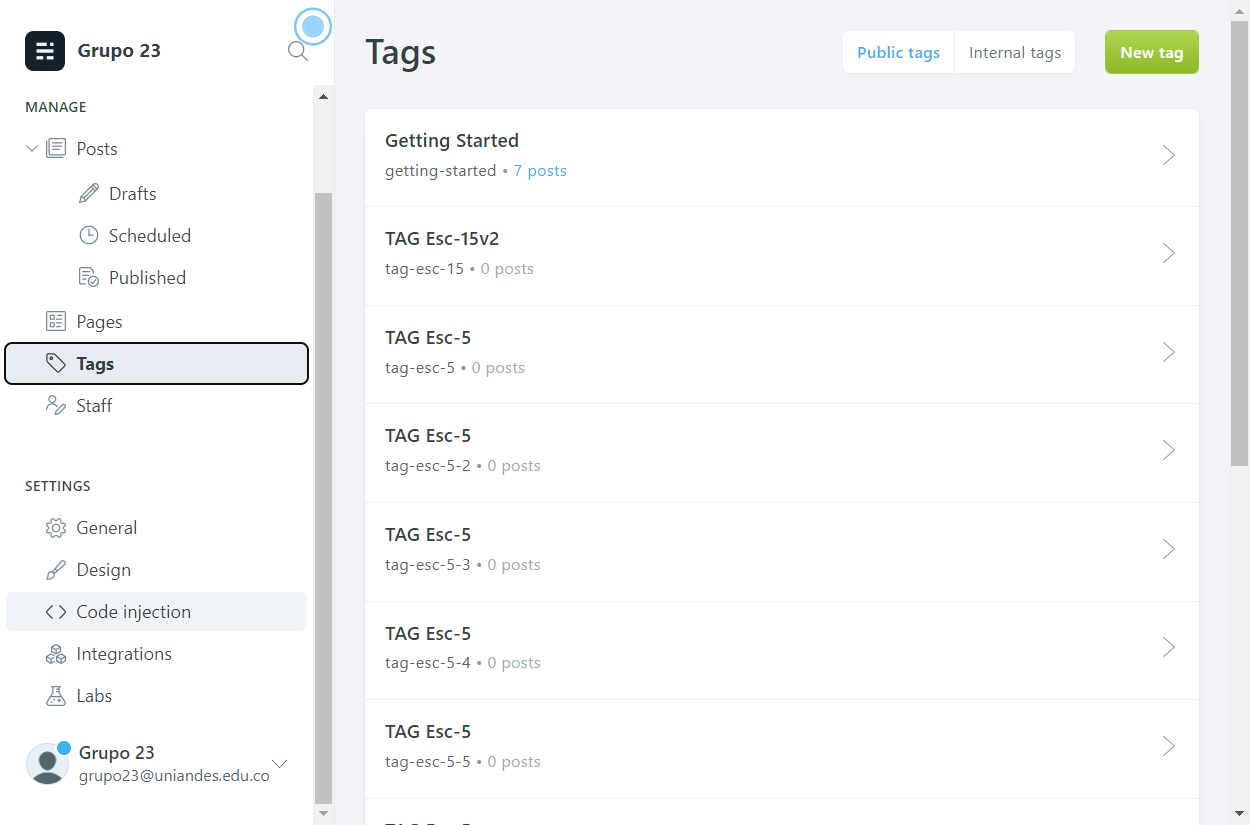 Grupo 23
MANAGE
Posts
Drafts
Scheduled
Published
Pages
Tags
Staff
SETTINGS
General
Design
Code injection
Integrations
Labs
Grupo 23
grupo23@uniandes.edu.co
Tags
Public tags
Internal tags
New tag
Getting Started
getting-started • 7 posts
TAG Esc-15v2
tag-esc-15 • 0 posts
TAG Esc-5
tag-esc-5 • 0 posts
TAG Esc-5
tag-esc-5-2 • 0 posts
TAG Esc-5
tag-esc-5-3 • 0 posts
TAG Esc-5
tag-esc-5-4 • 0 posts
TAG Esc-5
tag-esc-5-5 • 0 posts